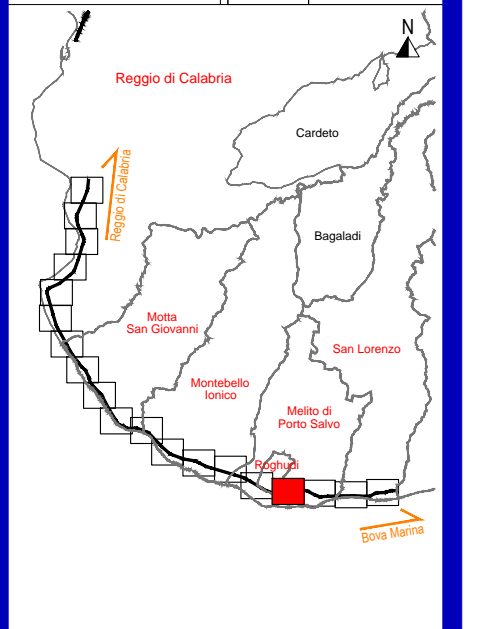 N
Reggio di Calabria
Cardeto
Reggio di Calabria
Bagaladi
Motta
San Giovanni
San Lorenzo
Montebello
Ionico
Melito di
Porto Salvo
Roghudi
Bova Marina